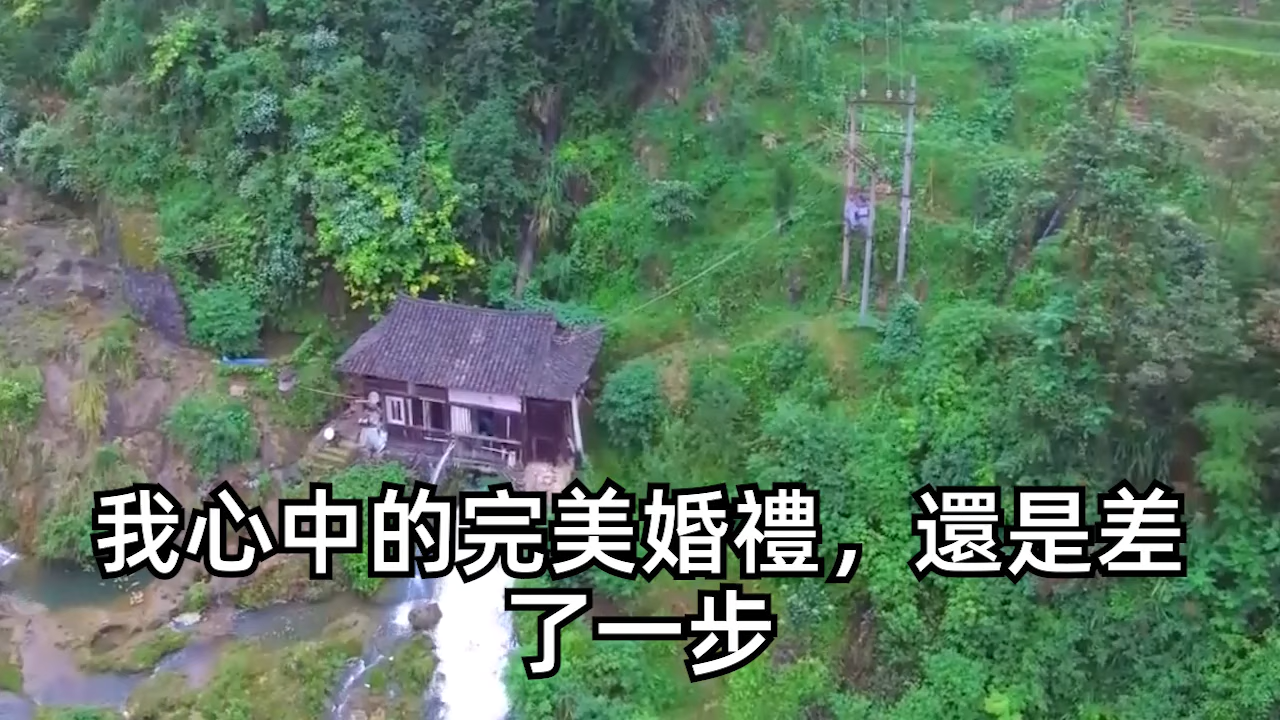 我心中的完美婚禮，還是差
了一步